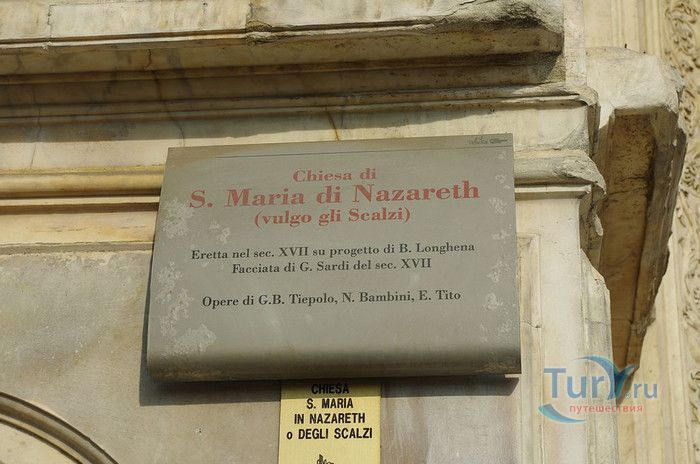 Chiesa di
S. Maria di Nazareth
(vulgo gli Scalzi)
Eretta nel sec. XVII su progetto di B. Longhena
Facciata di G. Sardi del sec. XVII
Opere di G.B. Tiepolo, N. Bambini, E. Tito
CHIESA
S. MARIA
IN NAZARETH
o DEGLI SCALZI
Tury.ru
путешествия